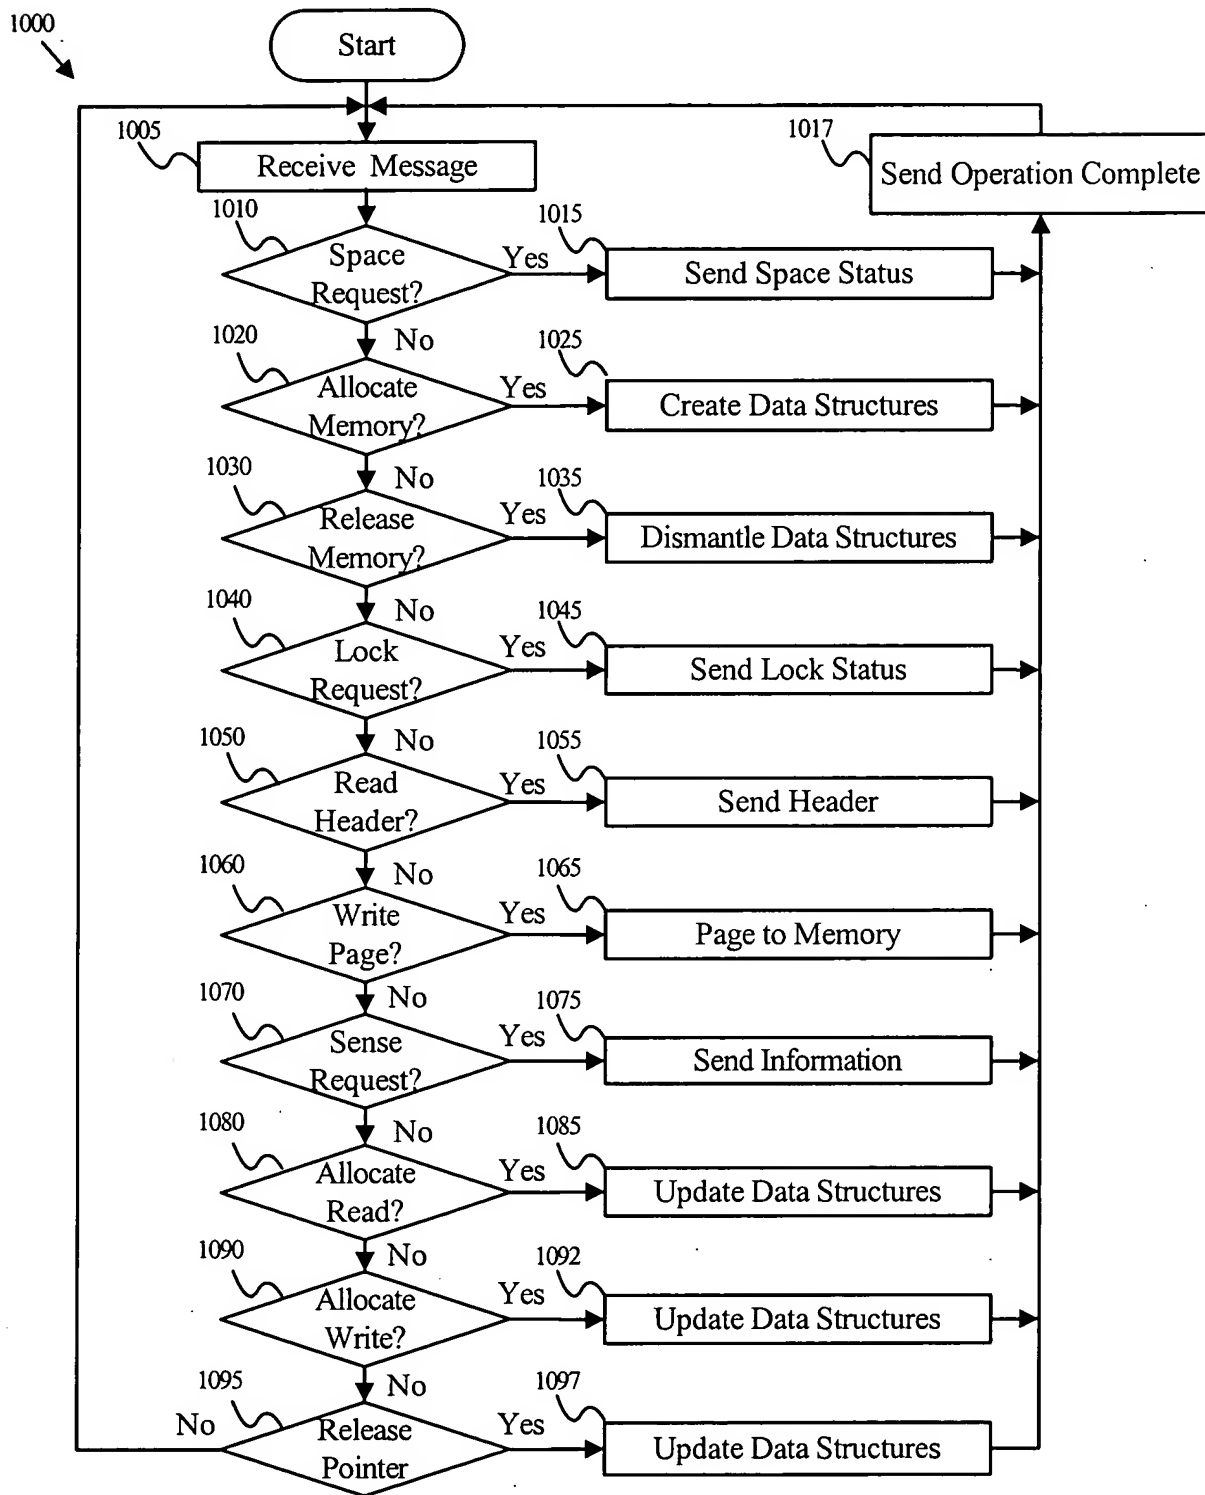 1000
Start
1005
Receive Message
1017
Send Operation Complete
1010
Space
Request?
Yes
1015
Send Space Status
No
1020
Allocate
Memory?
Yes
1025
Create Data Structures
No
1030
Release
Memory?
Yes
1035
Dismantle Data Structures
No
1040
Lock
Request?
Yes
1045
Send Lock Status
No
1050
Read
Header?
Yes
1055
Send Header
No
1060
Write
Page?
Yes
1065
Page to Memory
No
1070
Sense
Request?
Yes
1075
Send Information
No
1080
Allocate
Read?
Yes
1085
Update Data Structures
No
1090
Allocate
Write?
Yes
1092
Update Data Structures
No
1095
No
Release
Pointer
Yes
1097
Update Data Structures